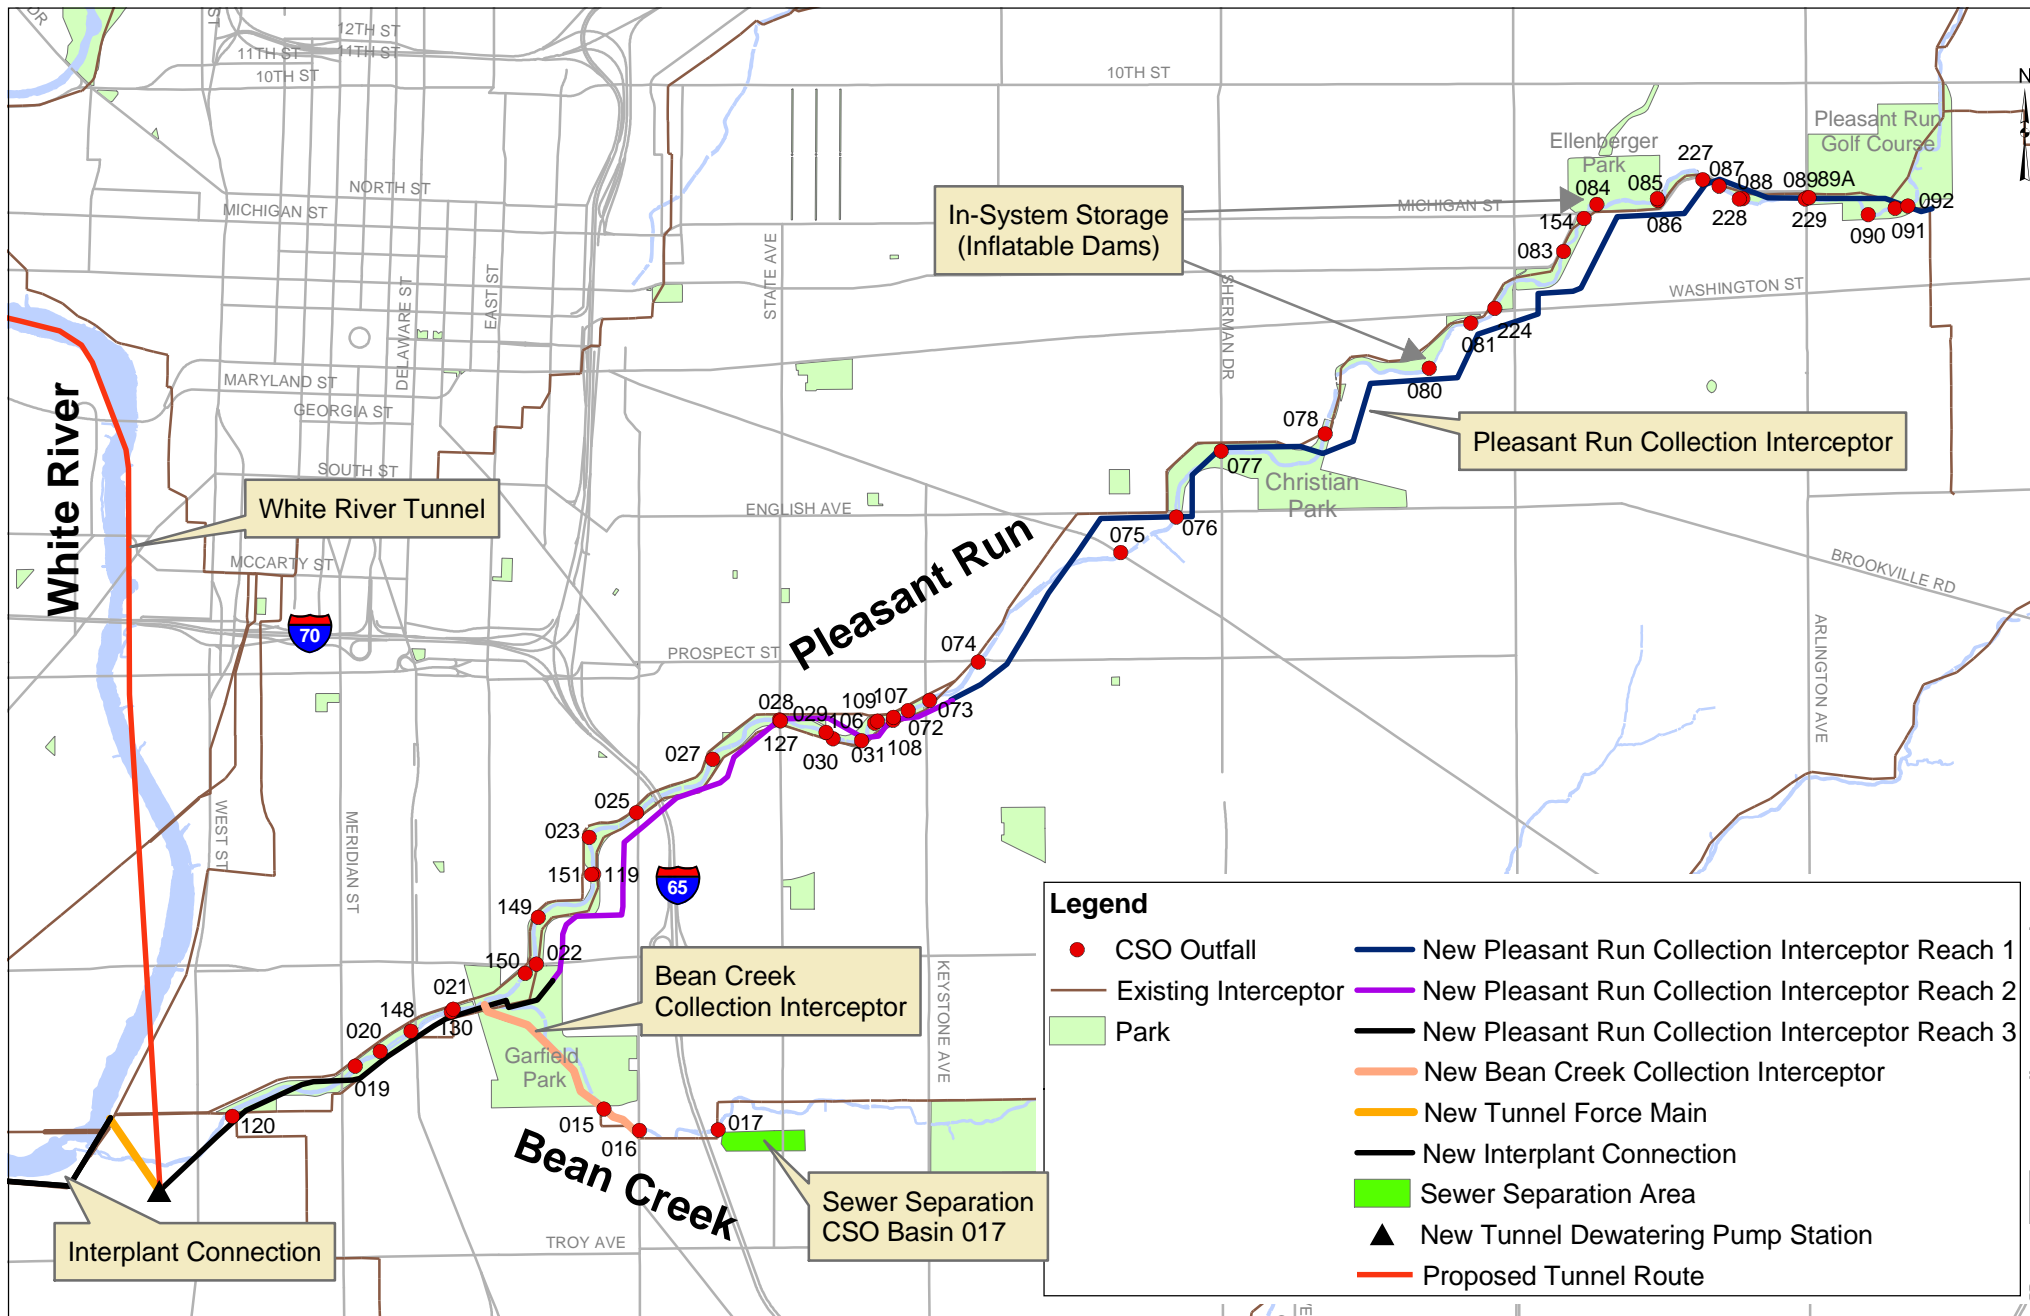 DR
ST
12TH ST
11TH ST
11TH ST
10TH ST
10TH ST
N
Pleasant Run
Golf Course
Ellenberger
Park
227
087
088
08989A
092
084
085
086
228
229
090
091
154
083
NORTH ST
MICHIGAN ST
MICHIGAN ST
In-System Storage
(Inflatable Dams)
STATE AVE
SHERMAN DR
WASHINGTON ST
DELAWARE ST
EAST ST
224
081
080
MARYLAND ST
GEORGIA ST
White River
SOUTH ST
White River Tunnel
MCCARTY ST
70
078
Pleasant Run Collection Interceptor
077
Christian
Park
ENGLISH AVE
076
075
Pleasant Run
BROOKVILLE RD
ARLINGTON AVE
PROSPECT ST
074
028
029
109
107
106
073
072
127
030
031
108
027
025
023
WEST ST
MERIDIAN ST
151
119
65
149
022
150
021
148
130
020
019
120
Bean Creek
Collection Interceptor
KEYSTONE AVE
Garfield
Park
015
016
017
Bean Creek
Sewer Separation
CSO Basin 017
TROY AVE
Interplant Connection
Legend
CSO Outfall
Existing Interceptor
Park
New Pleasant Run Collection Interceptor Reach 1
New Pleasant Run Collection Interceptor Reach 2
New Pleasant Run Collection Interceptor Reach 3
New Bean Creek Collection Interceptor
New Tunnel Force Main
New Interplant Connection
Sewer Separation Area
New Tunnel Dewatering Pump Station
Proposed Tunnel Route